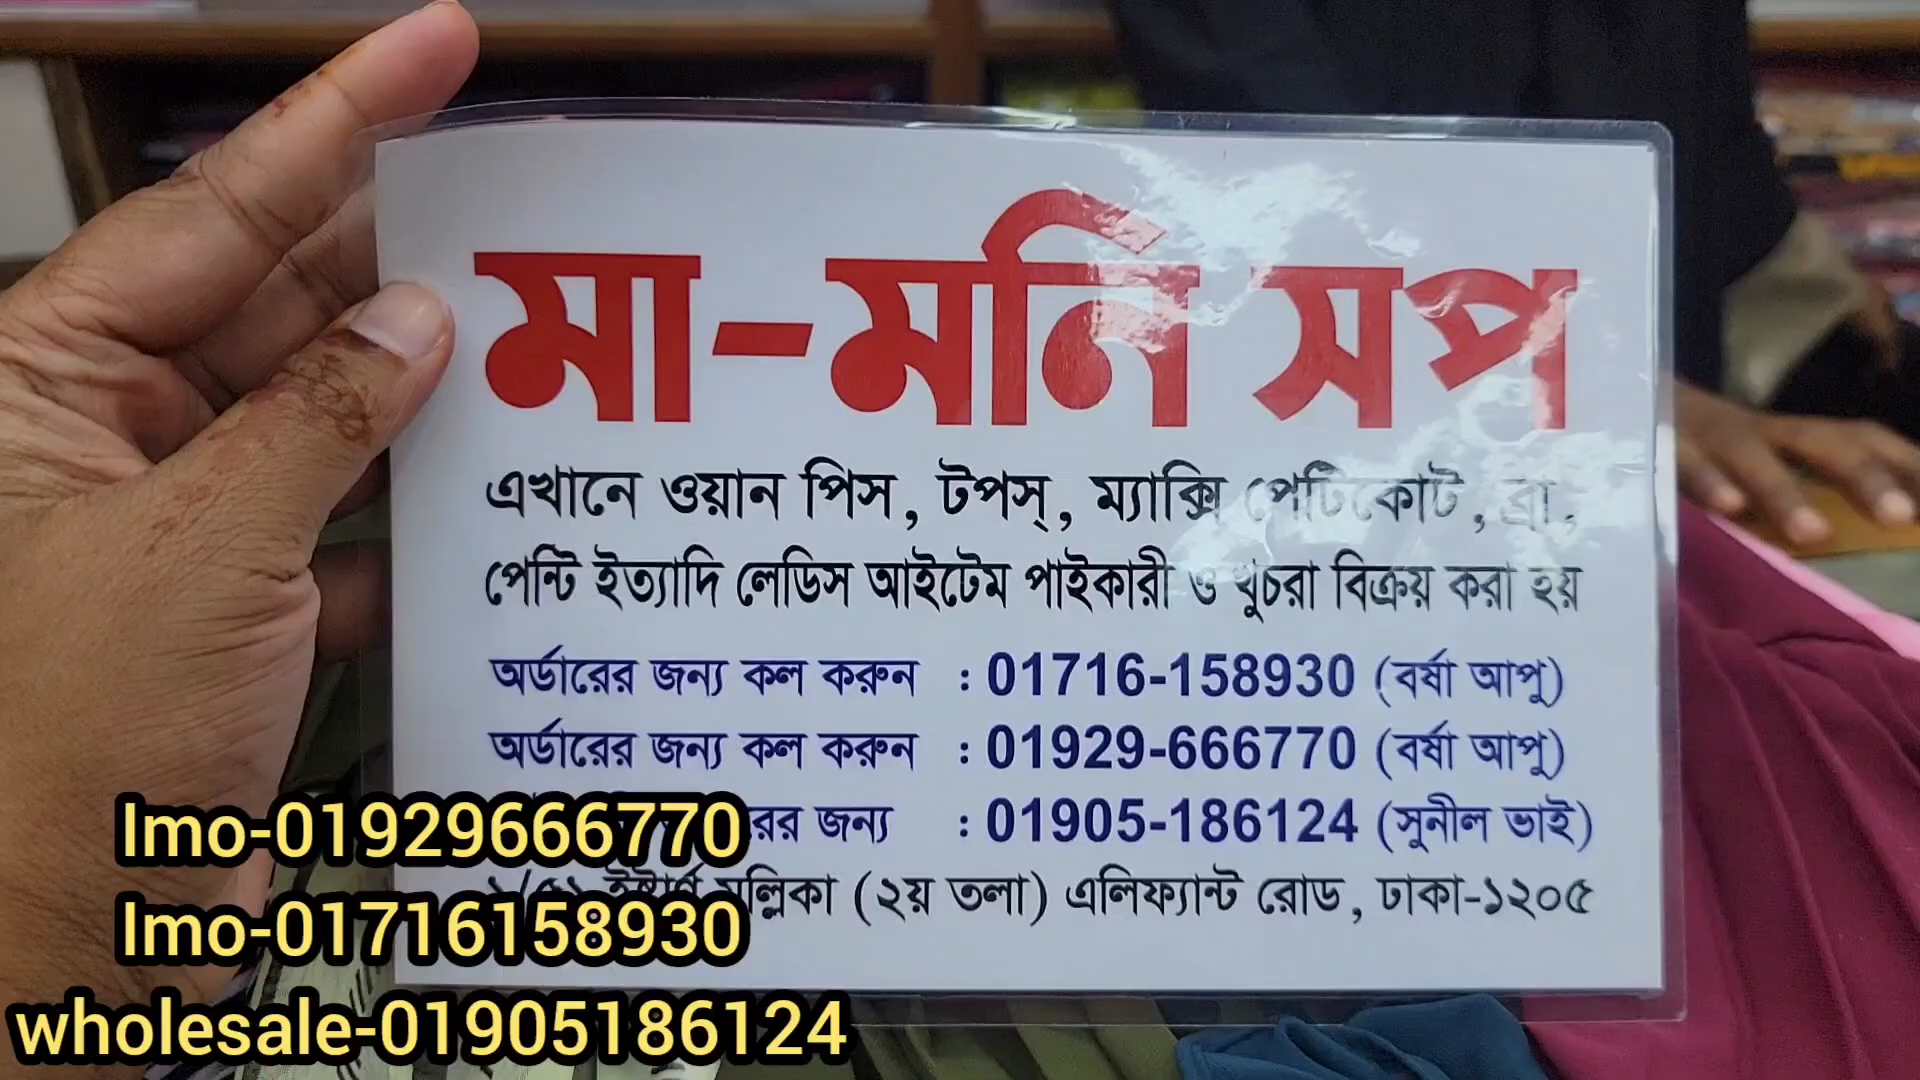 মা-মনি সপ
এখানে ওয়ান পিস, টপস্, ম্যাক্সি পেটিকোট, ব্রা,
পেন্টি ইত্যাদি লেডিস আইটেম পাইকারী ও খুচরা বিক্রয় করা হয়
অর্ডারের জন্য কল করুন : 01716-158930 (বর্ষা আপু)
অর্ডারের জন্য কল করুন : 01929-666770 (বর্ষা আপু)
জন্য : 01905-186124 (সুনীল ভাই)
মল্লিকা (২য় তলা) এলিফ্যান্ট রোড, ঢাকা-১২০৫
Imo-01929666770
Imo-01716158930
wholesale-01905186124